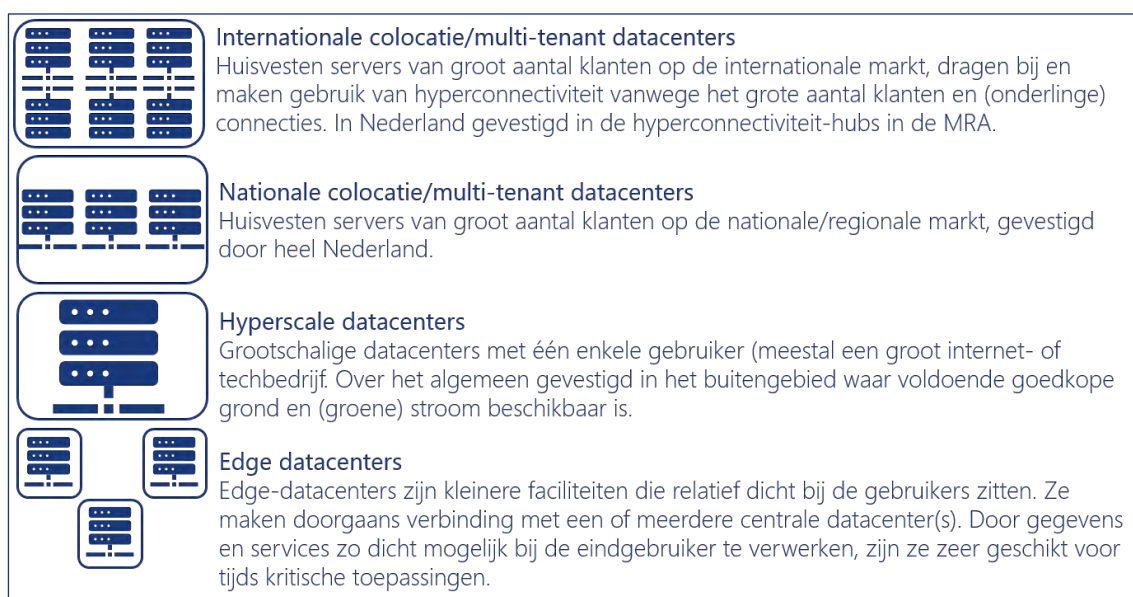 Internationale colocatie/multi-tenant datacenters
Huisvesten servers van groot aantal klanten op de internationale markt, dragen bij en
maken gebruik van hyperconnectiviteit vanwege het grote aantal klanten en (onderlinge)
connecties. In Nederland gevestigd in de hyperconnectiviteit-hubs in de MRA.
Nationale colocatie/multi-tenant datacenters
Huisvesten servers van groot aantal klanten op de nationale/regionale markt, gevestigd
door heel Nederland.
Hyperscale datacenters
Grootschalige datacenters met één enkele gebruiker (meestal een groot internet- of
techbedrijf. Over het algemeen gevestigd in het buitengebied waar voldoende goedkope
grond en (groene) stroom beschikbaar is.
Edge datacenters
Edge-datacenters zijn kleinere faciliteiten die relatief dicht bij de gebruikers zitten. Ze
maken doorgaans verbinding met een of meerdere centrale datacenter(s). Door gegevens
en services zo dicht mogelijk bij de eindgebruiker te verwerken, zijn ze zeer geschikt voor
tijds kritische toepassingen.